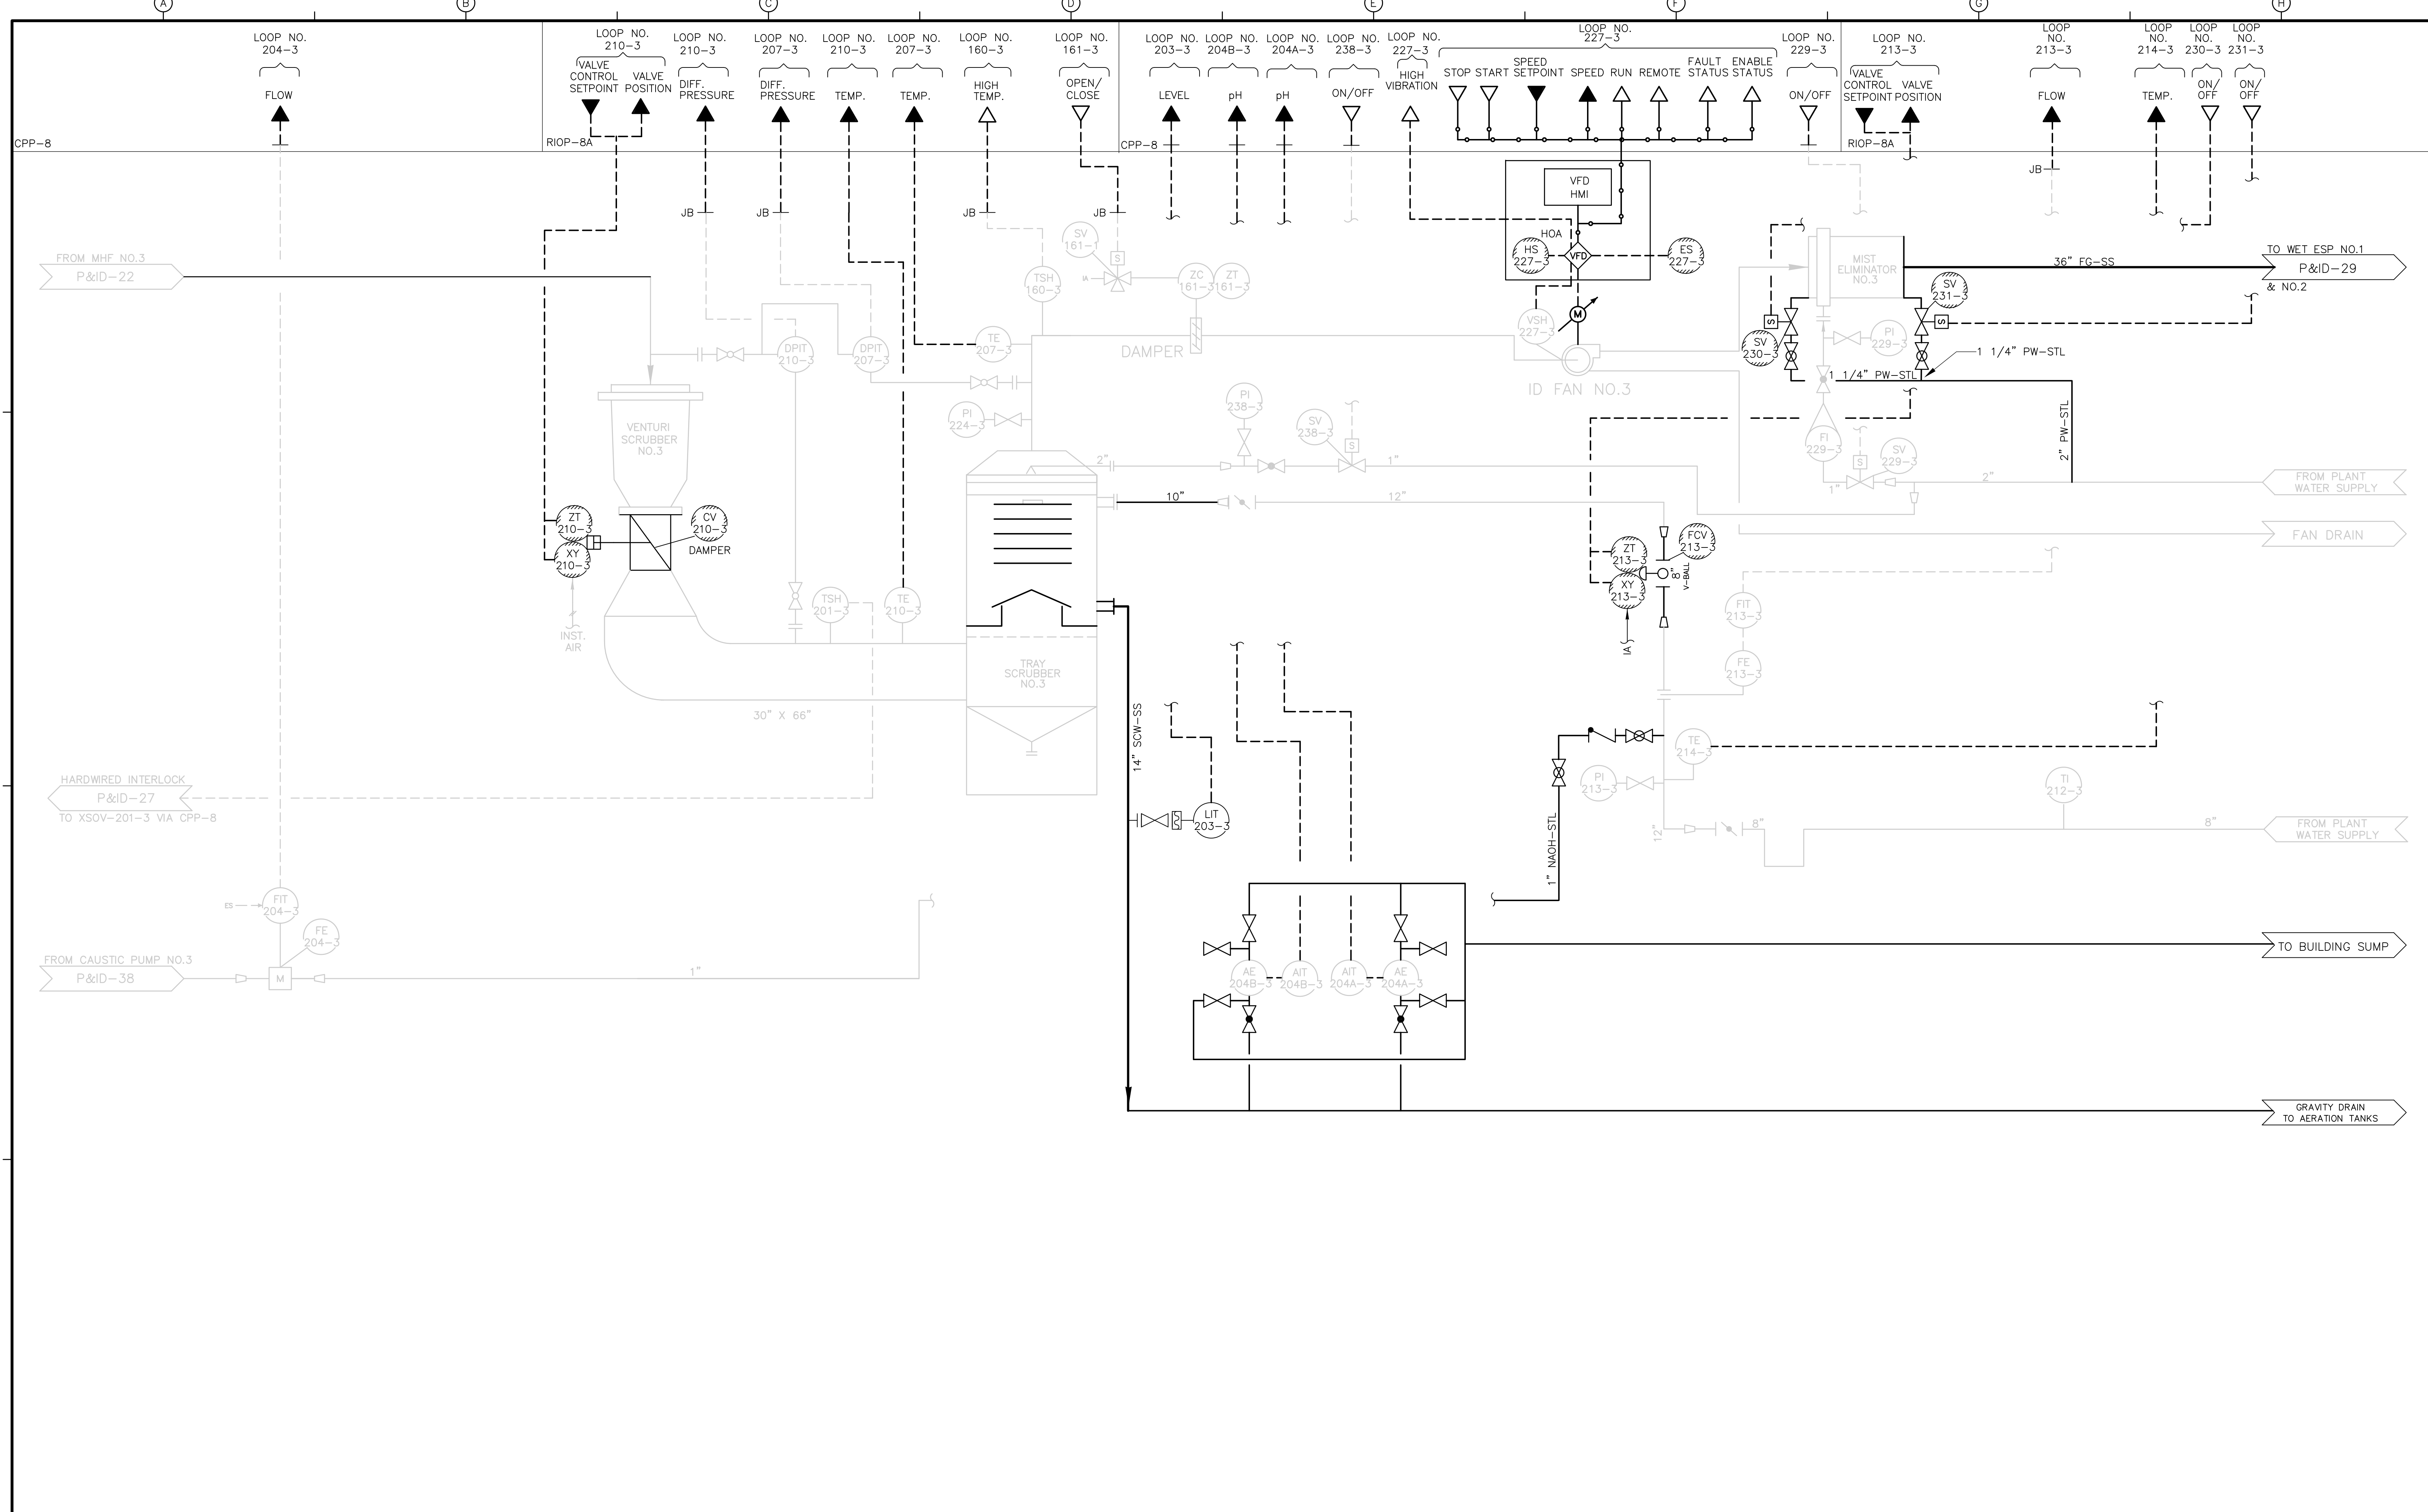 A
B
C
D
E
F
G
H
LOOP NO.
204-3
FLOW
CPP-8
LOOP NO.
210-3
VALVE
CONTROL
SETPOINT
VALVE
POSITION
RIOP-8A
LOOP NO.
210-3
DIFF.
PRESSURE
JB
LOOP NO.
207-3
DIFF.
PRESSURE
JB
LOOP NO.
210-3
TEMP.
LOOP NO.
207-3
TEMP.
LOOP NO.
160-3
HIGH
TEMP.
JB
LOOP NO.
161-3
OPEN/
CLOSE
JB
LOOP NO.
203-3
LEVEL
CPP-8
LOOP NO.
204B-3
pH
LOOP NO.
204A-3
pH
LOOP NO.
238-3
ON/OFF
LOOP NO.
227-3
HIGH
VIBRATION
LOOP NO.
227-3
STOP
START
SPEED
SETPOINT
SPEED
RUN
REMOTE
FAULT
STATUS
ENABLE
STATUS
LOOP NO.
229-3
ON/OFF
LOOP NO.
213-3
VALVE
CONTROL
SETPOINT
VALVE
POSITION
RIOP-8A
LOOP
NO.
213-3
FLOW
JB
LOOP
NO.
214-3
TEMP.
LOOP
NO.
230-3
ON/
OFF
LOOP
NO.
231-3
ON/
OFF
VFD
HMI
HOA
HS
227-3
VFD
ES
227-3
M
VSH
227-3
ID FAN NO.3
FROM MHF NO.3
P&ID-22
SV
161-1
S
IA
ZC
161-3
ZT
161-3
TSH
160-3
DAMPER
TE
207-3
DPIT
210-3
DPIT
207-3
PI
224-3
PI
238-3
SV
238-3
S
2"
1"
10"
12"
VENTURI
SCRUBBER
NO.3
ZT
210-3
XY
210-3
CV
210-3
DAMPER
INST.
AIR
TSH
201-3
TE
210-3
30" X 66"
TRAY
SCRUBBER
NO.3
14" SCW-SS
LIT
203-3
MIST
ELIMINATOR
NO.3
36" FG-SS
TO WET ESP NO.1
P&ID-29
& NO.2
SV
231-3
S
S
SV
230-3
PI
229-3
1 1/4" PW-STL
1 1/4" PW-STL
2" PW-STL
FI
229-3
SV
229-3
S
1"
2"
FROM PLANT
WATER SUPPLY
FAN DRAIN
ZT
213-3
XY
213-3
FCV
213-3
8"
V-BALL
IA
FIT
213-3
FE
213-3
TE
214-3
PI
213-3
TI
212-3
12"
8"
8"
FROM PLANT
WATER SUPPLY
1" NAOH-STL
HARDWIRED INTERLOCK
P&ID-27
TO XSOV-201-3 VIA CPP-8
ES
FIT
204-3
FE
204-3
M
FROM CAUSTIC PUMP NO.3
P&ID-38
1"
AE
204B-3
AIT
204B-3
AIT
204A-3
AE
204A-3
TO BUILDING SUMP
GRAVITY DRAIN
TO AERATION TANKS